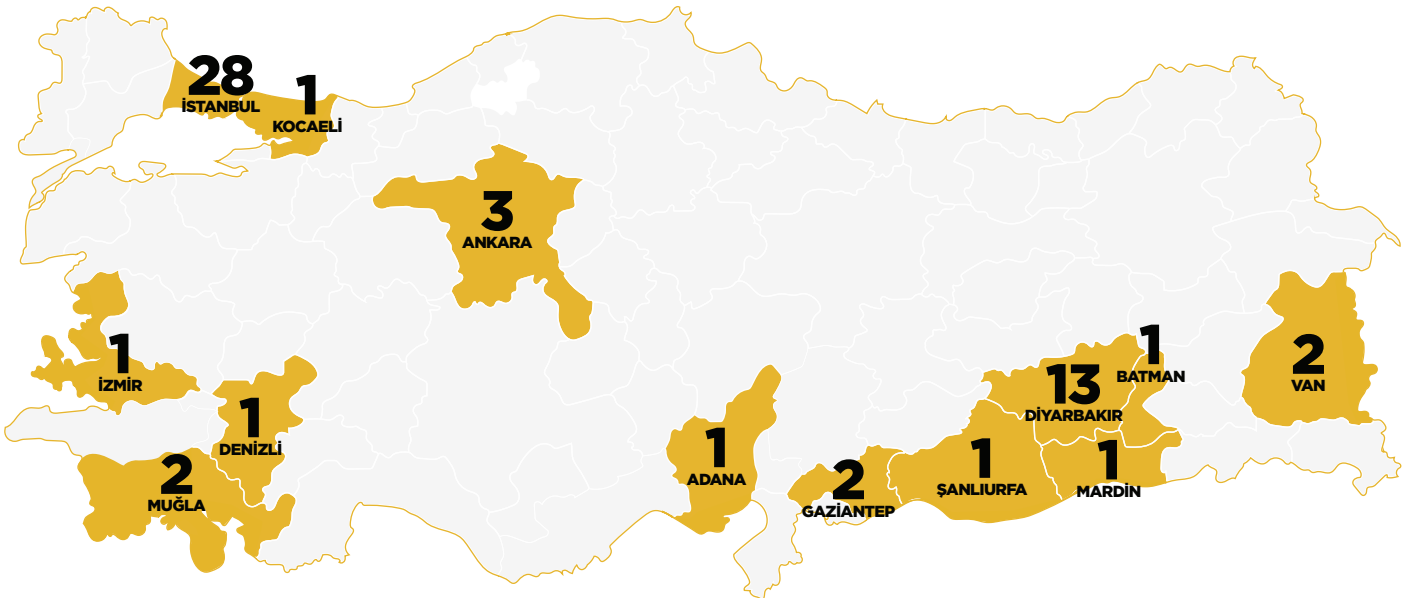 28
İSTANBUL
1
KOCAELİ
3
ANKARA
1
İZMİR
1
DENİZLİ
2
MUĞLA
1
ADANA
2
GAZİANTEP
1
ŞANLIURFA
13
DİYARBAKIR
1
BATMAN
1
MARDİN
2
VAN